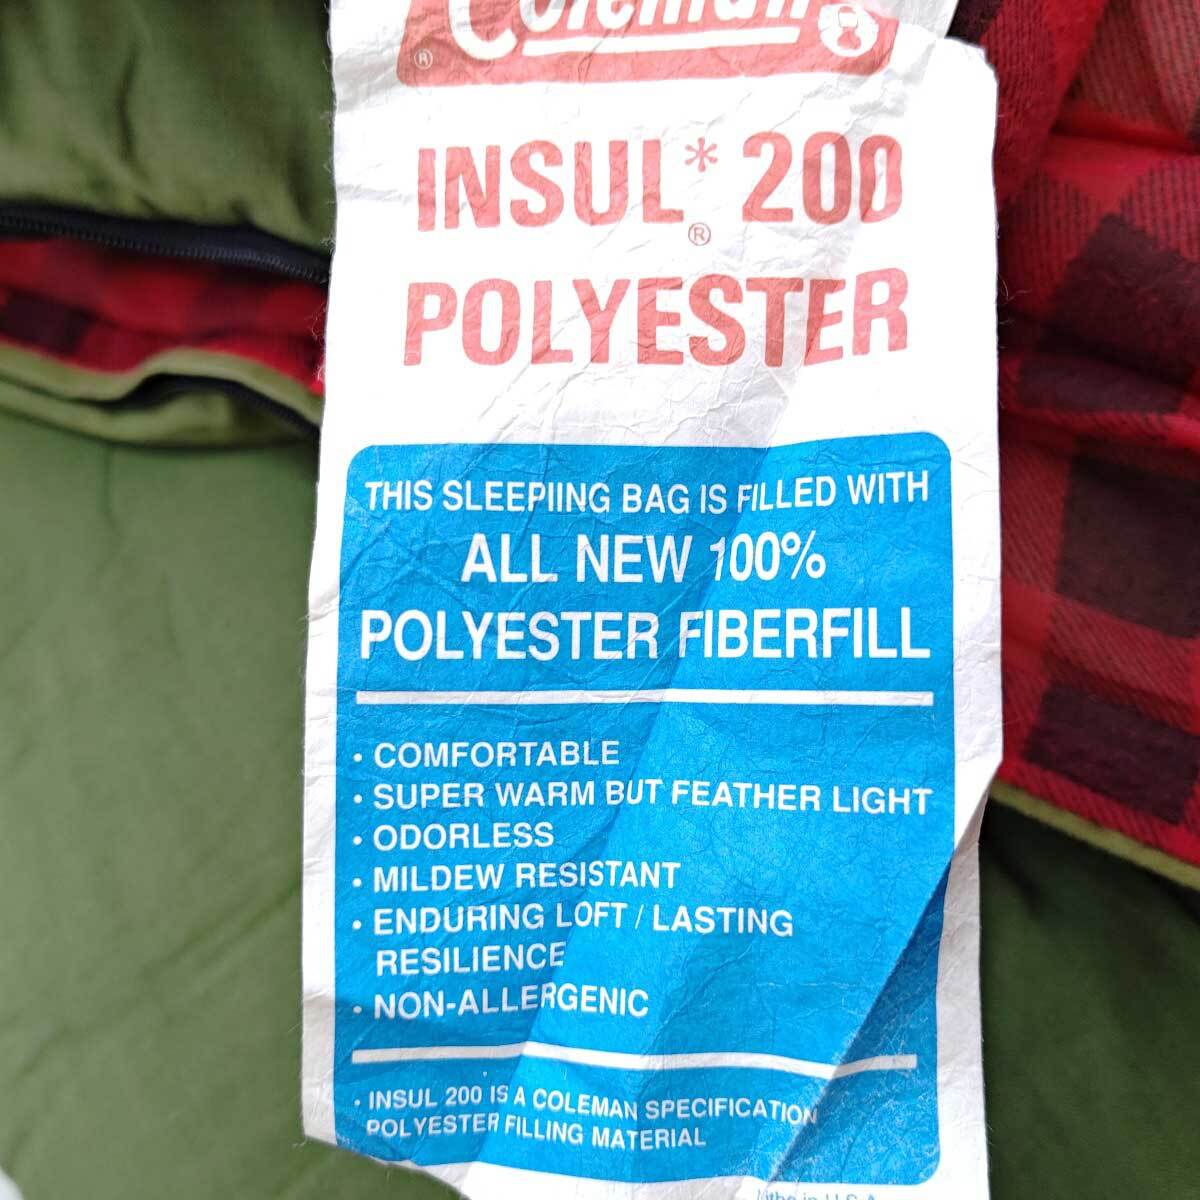 Coleman
®
INSUL* 200
®
POLYESTER
THIS SLEEPIING BAG IS FILLED WITH
ALL NEW 100%
POLYESTER FIBERFILL
• COMFORTABLE
• SUPER WARM BUT FEATHER LIGHT
• ODORLESS
• MILDEW RESISTANT
• ENDURING LOFT / LASTING
RESILIENCE
• NON-ALLERGENIC
• INSUL 200 IS A COLEMAN SPECIFICATION
POLYESTER FILLING MATERIAL
in U.S.A.